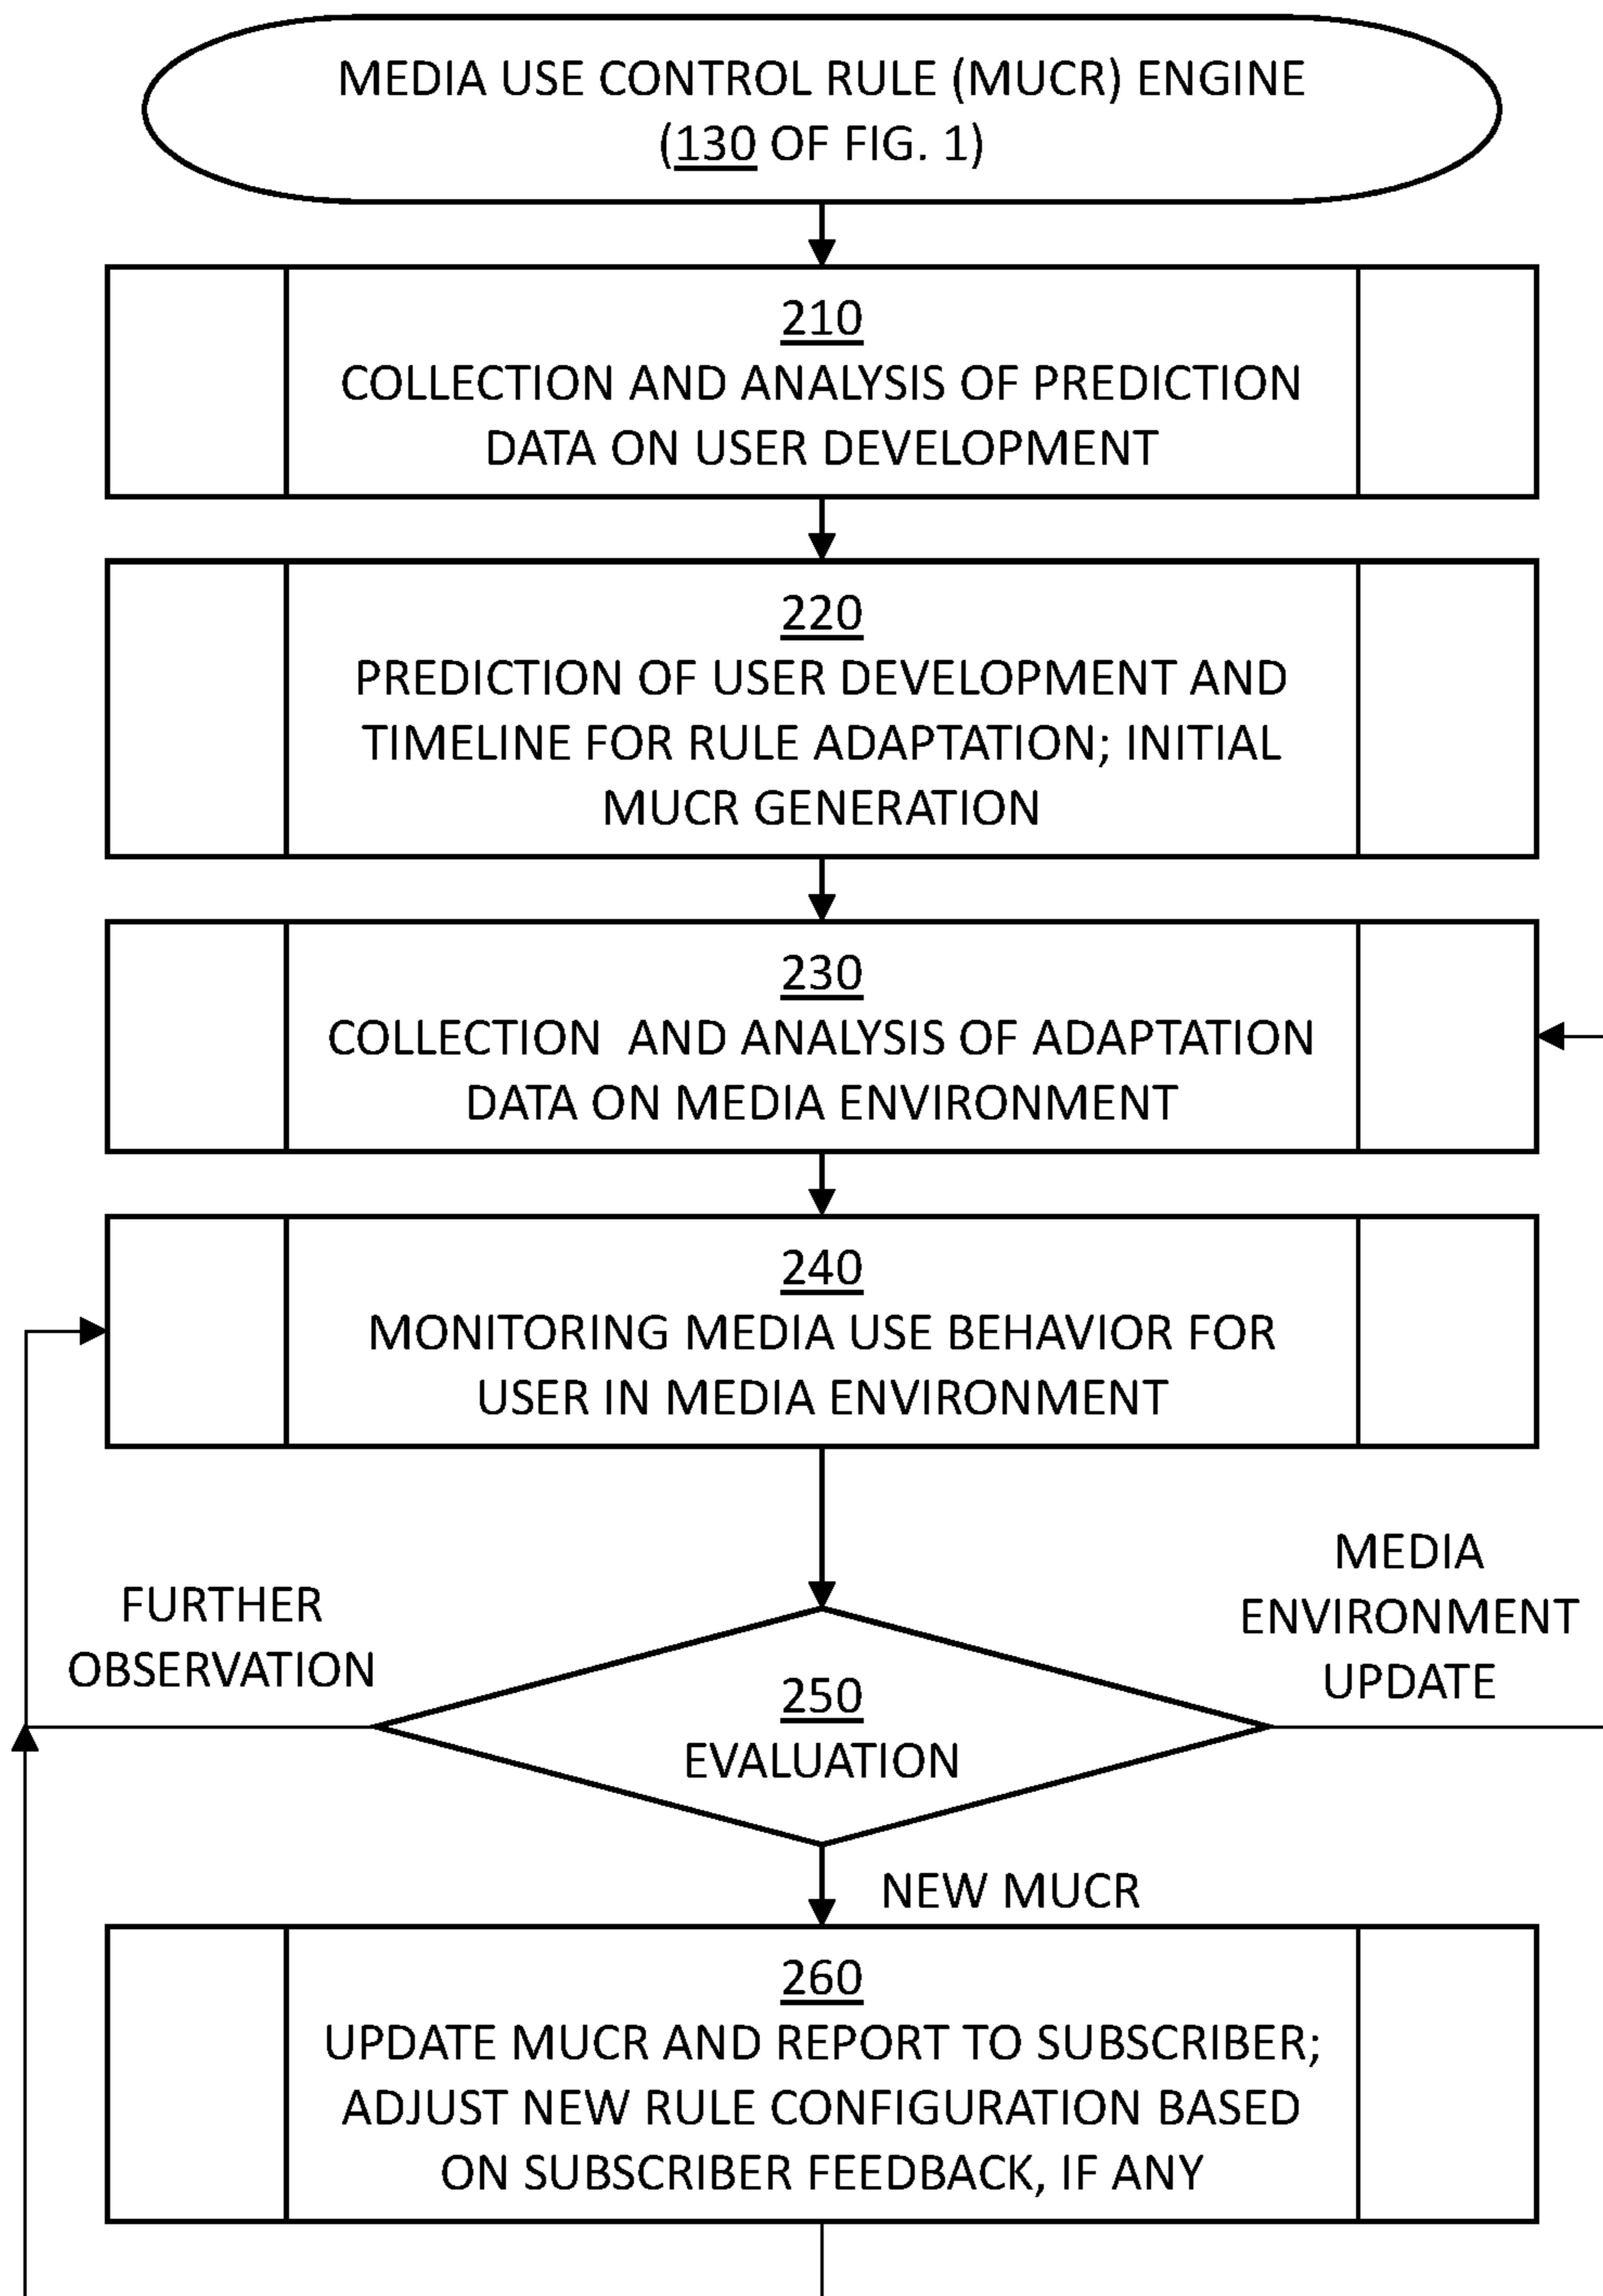 MEDIA USE CONTROL RULE (MUCR) ENGINE
(130 OF FIG. 1)
210
COLLECTION AND ANALYSIS OF PREDICTION
DATA ON USER DEVELOPMENT
220
PREDICTION OF USER DEVELOPMENT AND
TIMELINE FOR RULE ADAPTATION; INITIAL
MUCR GENERATION
230
COLLECTION AND ANALYSIS OF ADAPTATION
DATA ON MEDIA ENVIRONMENT
240
MONITORING MEDIA USE BEHAVIOR FOR
USER IN MEDIA ENVIRONMENT
FURTHER
OBSERVATION
MEDIA
ENVIRONMENT
UPDATE
250
EVALUATION
NEW MUCR
260
UPDATE MUCR AND REPORT TO SUBSCRIBER;
ADJUST NEW RULE CONFIGURATION BASED
ON SUBSCRIBER FEEDBACK, IF ANY